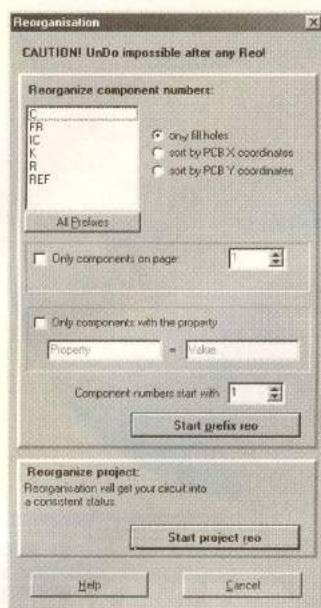 Reorganisation
CAUTION! UnDo impossible after any Reo!
Reorganize component numbers:
C
FR
IC
K
R
REF
only fill holes
sort by PCB X coordinates
sort by PCB Y coordinates
All Prefixes
Only components on page: 1
Only components with the property
Property = Value
Component numbers start with 1
Start prefix reo
Reorganize project:
Reorganisation will get your circuit into
a consistent status.
Start project reo
Help Cancel